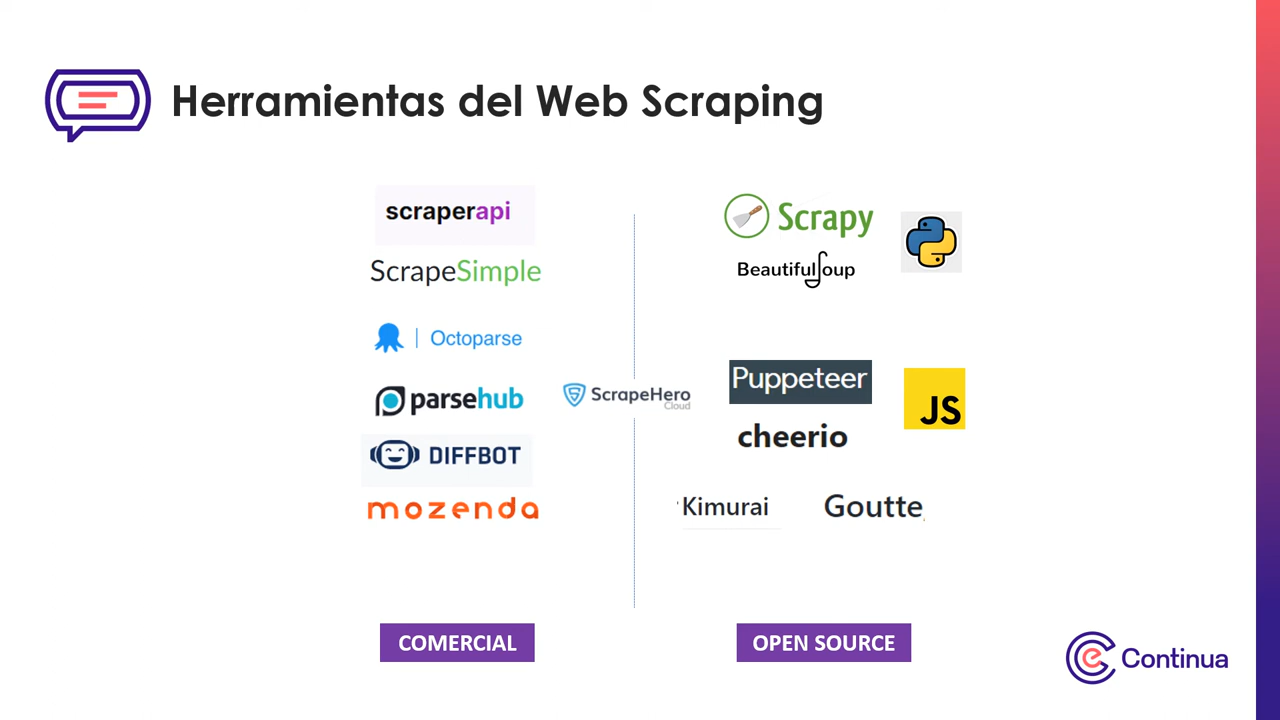 Herramientas del Web Scraping
scraperapi
ScrapeSimple
Octoparse
parsehub
DIFFBOT
mozenda
ScrapeHero
Cloud
Scrapy
BeautifulSoup
Puppeteer
JS
cheerio
Kimurai
Goutte
COMERCIAL
OPEN SOURCE
Continua